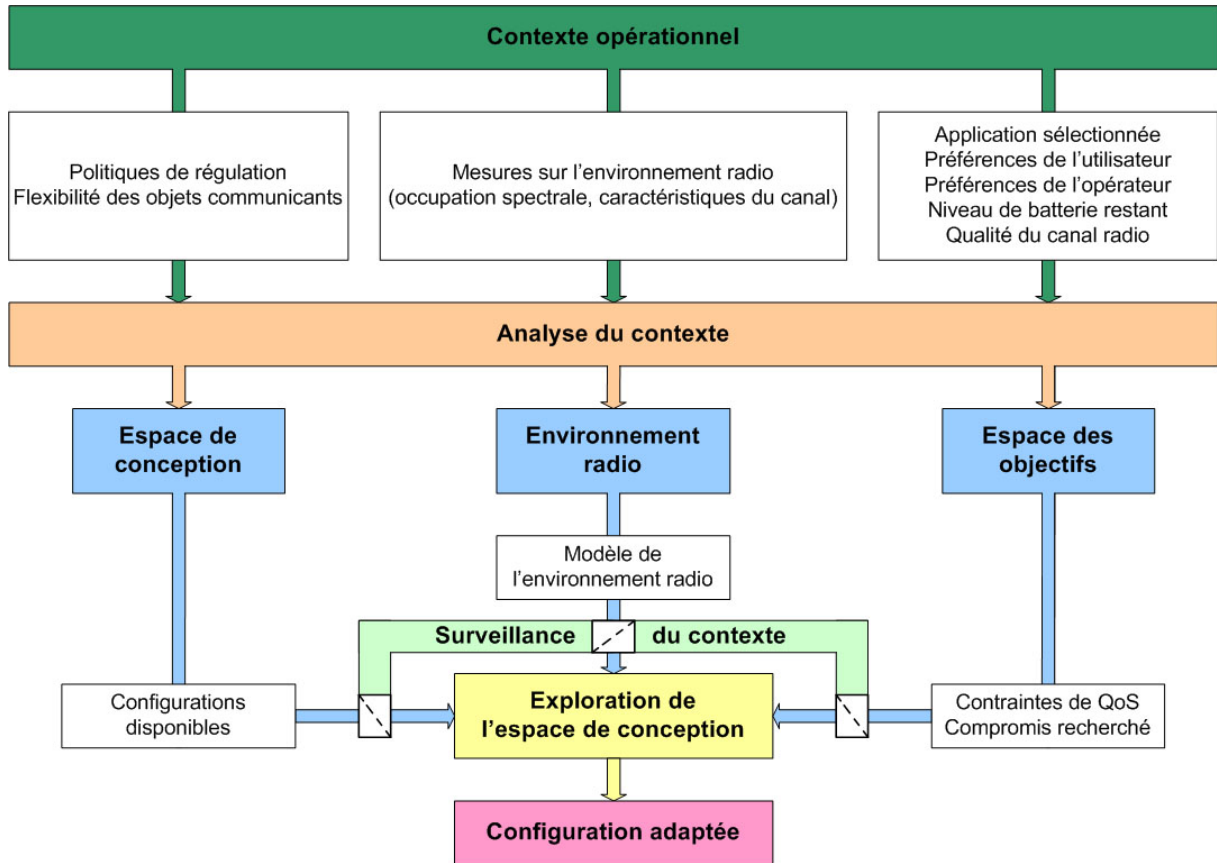 Contexte opérationnel
Politiques de régulation
Flexibilité des objets communicants
Mesures sur l'environnement radio
(occupation spectrale, caractéristiques du canal)
Application sélectionnée
Préférences de l'utilisateur
Préférences de l'opérateur
Niveau de batterie restant
Qualité du canal radio
Analyse du contexte
Espace de
conception
Environnement
radio
Espace des
objectifs
Modèle de
l'environnement radio
Surveillance du contexte
Configurations
disponibles
Exploration de
l'espace de conception
Contraintes de QoS
Compromis recherché
Configuration adaptée